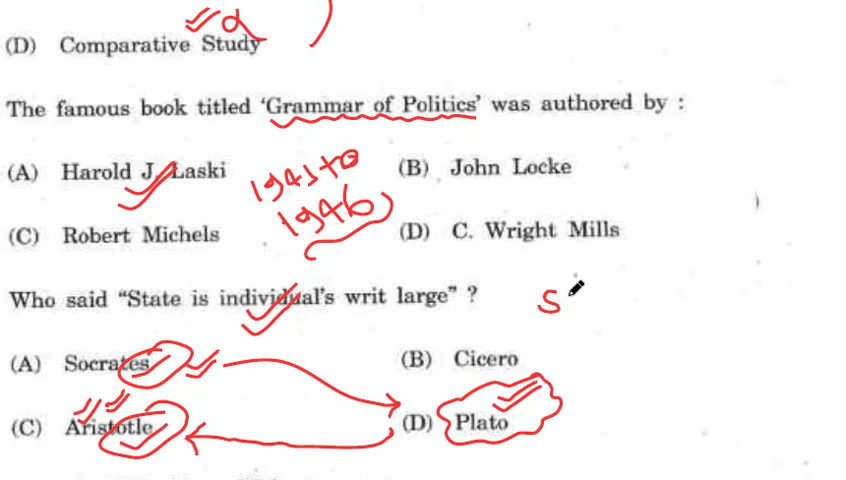 (D) Comparative Study
The famous book titled 'Grammar of Politics' was authored by :
(A) Harold J. Laski (B) John Locke
1945 to
1946
(C) Robert Michels (D) C. Wright Mills
Who said "State is individual's writ large" ?
S
(A) Socrates (B) Cicero
(C) Aristotle (D) Plato